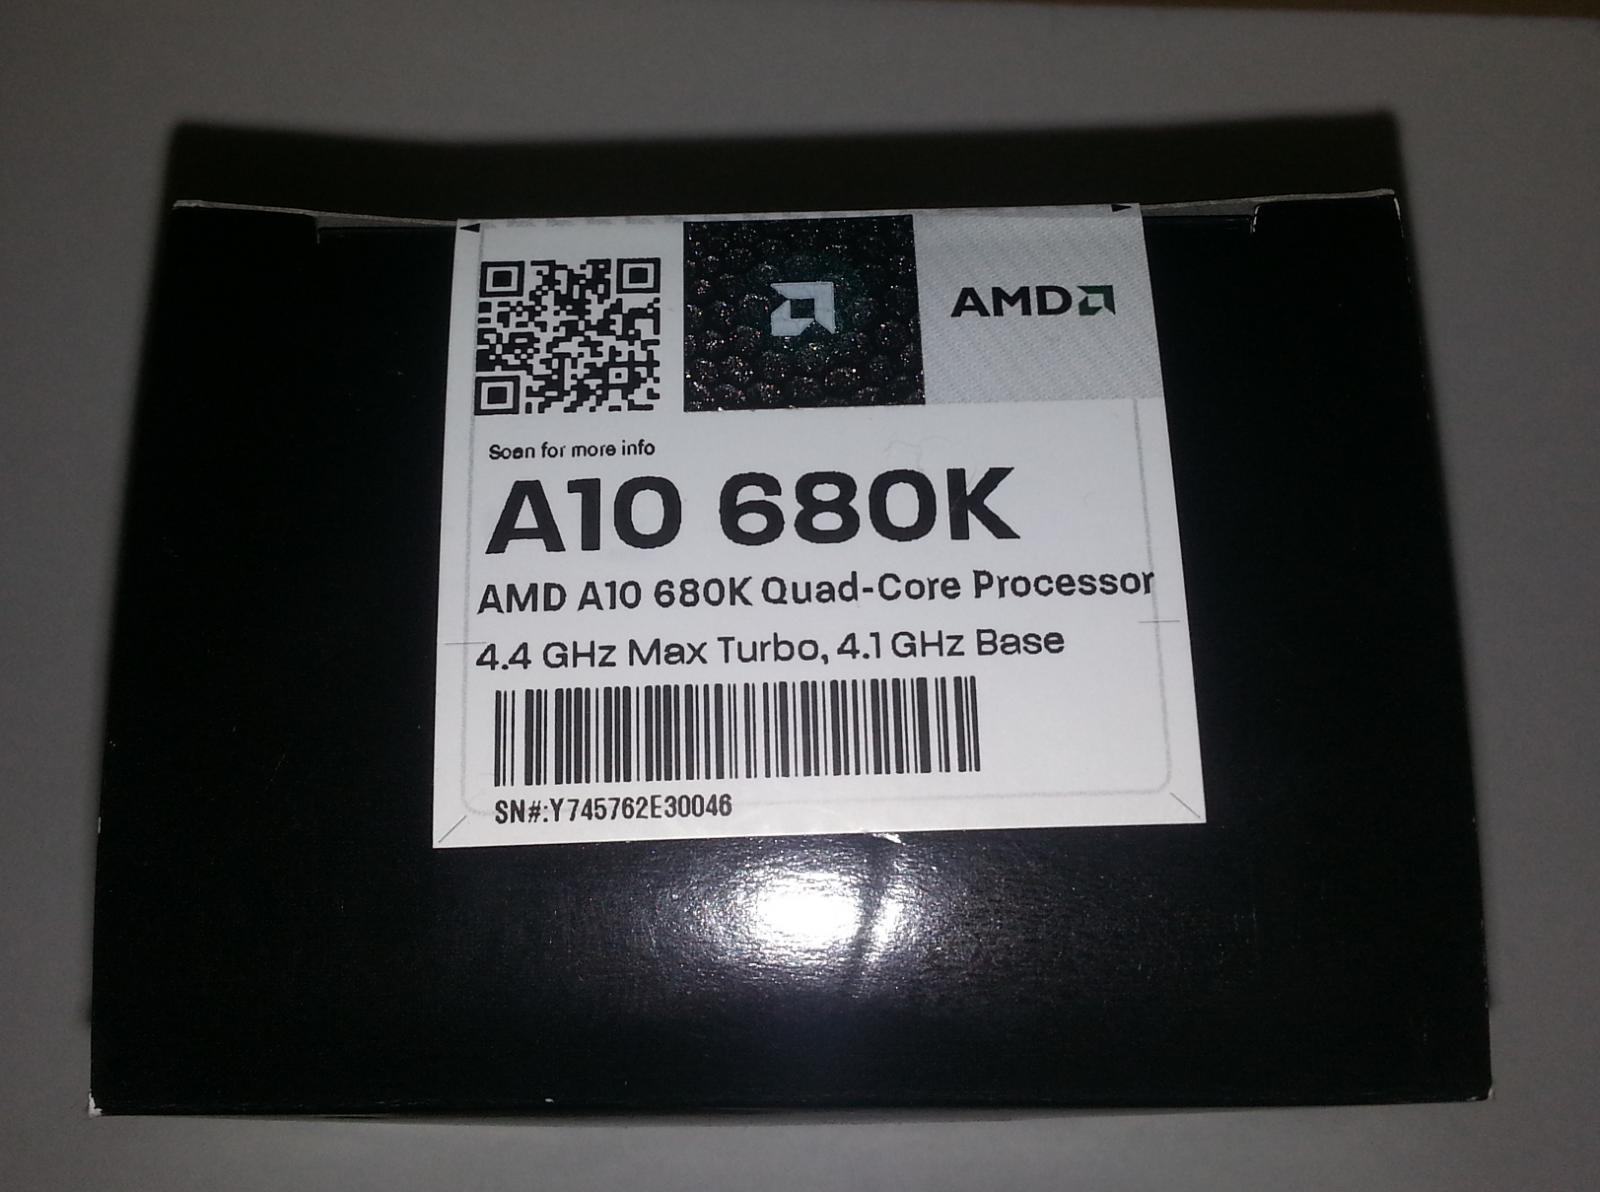 AMD
Scan for more info
A10 680K
AMD A10 680K Quad-Core Processor
4.4 GHz Max Turbo, 4.1 GHz Base
SN#:Y745762E30046